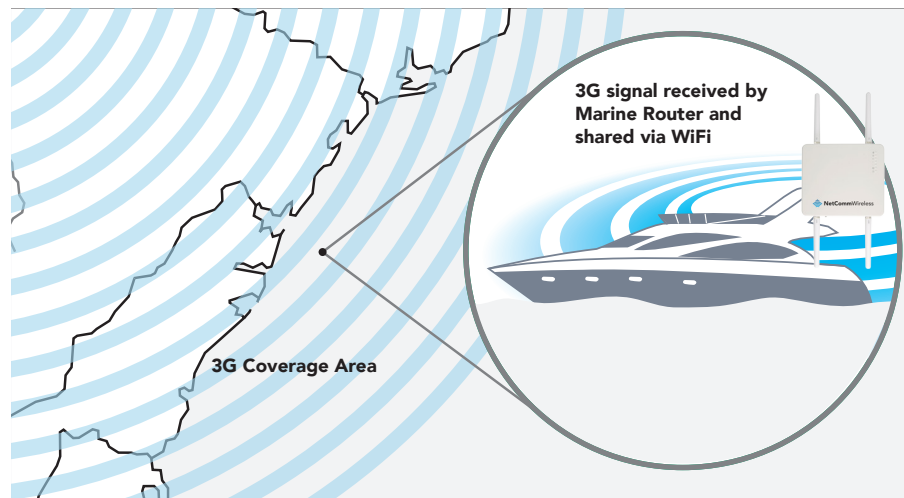 3G signal received by
Marine Router and
shared via WiFi
NetCommWireless
3G Coverage Area